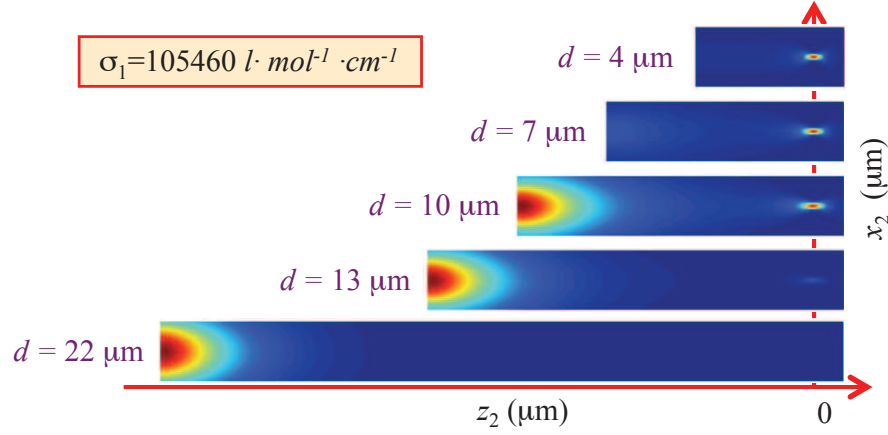 σ₁=105460 l· mol⁻¹ ·cm⁻¹
d = 4 μm
d = 7 μm
d = 10 μm
d = 13 μm
d = 22 μm
x₂ (μm)
z₂ (μm)
0